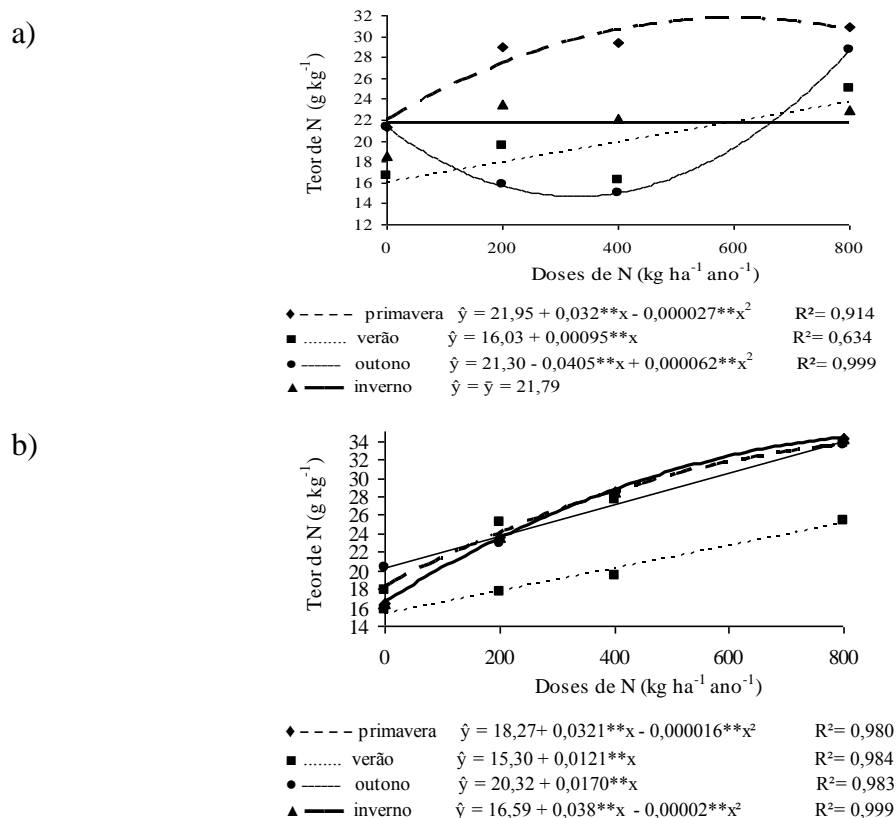 a)
Teor de N (g kg-1)
32
30
28
26
24
22
20
18
16
14
12
0 200 400 600 800
Doses de N (kg ha-1 ano-1)
primavera ŷ = 21,95 + 0,032**x - 0,000027**x² R²= 0,914
......... verão ŷ = 16,03 + 0,00095**x R²= 0,634
outono ŷ = 21,30 - 0,0405**x + 0,000062**x² R²= 0,999
inverno ŷ = ȳ = 21,79
b)
Teor de N (g kg-1)
34
32
30
28
26
24
22
20
18
16
14
0 200 400 600 800
Doses de N (kg ha-1 ano-1)
primavera ŷ = 18,27+ 0,0321**x - 0,000016**x² R²= 0,980
......... verão ŷ = 15,30 + 0,0121**x R²= 0,984
outono ŷ = 20,32 + 0,0170**x R²= 0,983
inverno ŷ = 16,59 + 0,038**x - 0,00002**x² R²= 0,999